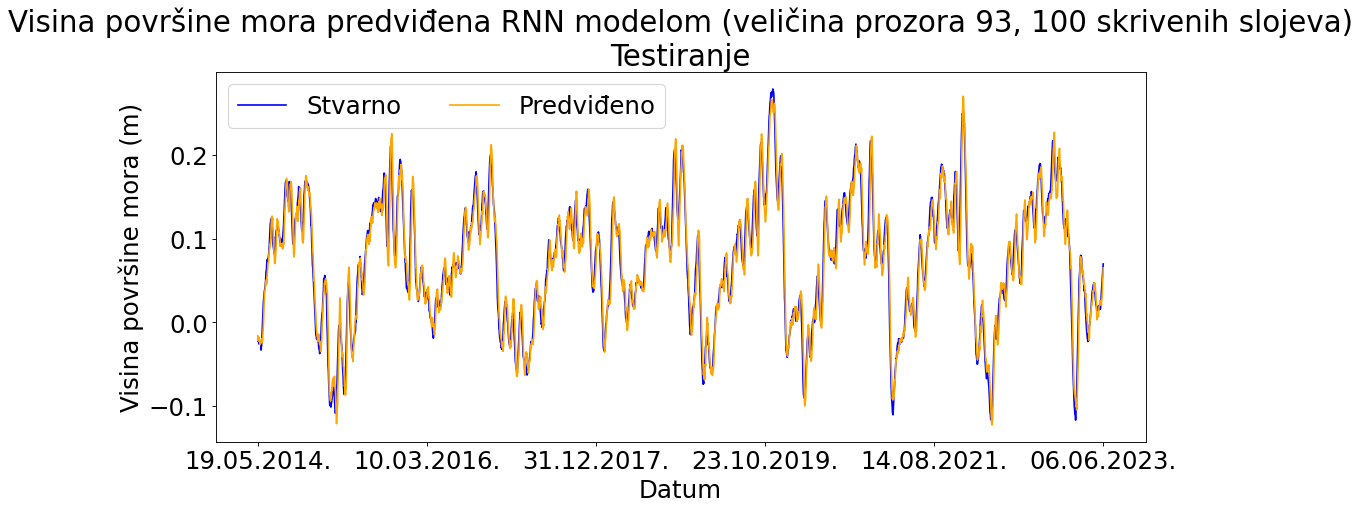 Visina površine mora predviđena RNN modelom (veličina prozora 93, 100 skrivenih slojeva)
Testiranje
Stvarno
Predviđeno
Visina površine mora (m)
0.2
0.1
0.0
−0.1
19.05.2014.
10.03.2016.
31.12.2017.
23.10.2019.
14.08.2021.
06.06.2023.
Datum